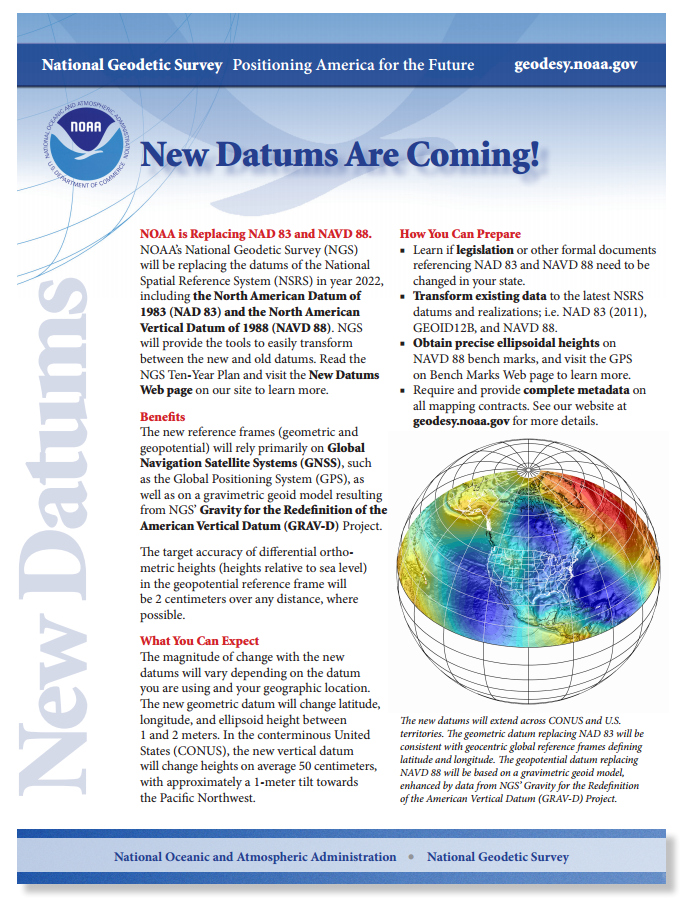 National Geodetic Survey Positioning America for the Future
geodesy.noaa.gov
NATIONAL OCEANIC AND ATMOSPHERIC ADMINISTRATION
NOAA
U.S. DEPARTMENT OF COMMERCE
New Datums Are Coming!
New Datums
NOAA is Replacing NAD 83 and NAVD 88.
NOAA's National Geodetic Survey (NGS)
will be replacing the datums of the National
Spatial Reference System (NSRS) in year 2022,
including the North American Datum of
1983 (NAD 83) and the North American
Vertical Datum of 1988 (NAVD 88). NGS
will provide the tools to easily transform
between the new and old datums. Read the
NGS Ten-Year Plan and visit the New Datums
Web page on our site to learn more.
Benefits
The new reference frames (geometric and
geopotential) will rely primarily on Global
Navigation Satellite Systems (GNSS), such
as the Global Positioning System (GPS), as
well as on a gravimetric geoid model resulting
from NGS' Gravity for the Redefinition of the
American Vertical Datum (GRAV-D) Project.
The target accuracy of differential ortho-
metric heights (heights relative to sea level)
in the geopotential reference frame will
be 2 centimeters over any distance, where
possible.
What You Can Expect
The magnitude of change with the new
datums will vary depending on the datum
you are using and your geographic location.
The new geometric datum will change latitude,
longitude, and ellipsoid height between
1 and 2 meters. In the conterminous United
States (CONUS), the new vertical datum
will change heights on average 50 centimeters,
with approximately a 1-meter tilt towards
the Pacific Northwest.
How You Can Prepare
▪ Learn if legislation or other formal documents
referencing NAD 83 and NAVD 88 need to be
changed in your state.
▪ Transform existing data to the latest NSRS
datums and realizations; i.e. NAD 83 (2011),
GEOID12B, and NAVD 88.
▪ Obtain precise ellipsoidal heights on
NAVD 88 bench marks, and visit the GPS
on Bench Marks Web page to learn more.
▪ Require and provide complete metadata on
all mapping contracts. See our website at
geodesy.noaa.gov for more details.
The new datums will extend across CONUS and U.S.
territories. The geometric datum replacing NAD 83 will be
consistent with geocentric global reference frames defining
latitude and longitude. The geopotential datum replacing
NAVD 88 will be based on a gravimetric geoid model,
enhanced by data from NGS' Gravity for the Redefinition
of the American Vertical Datum (GRAV-D) Project.
National Oceanic and Atmospheric Administration • National Geodetic Survey